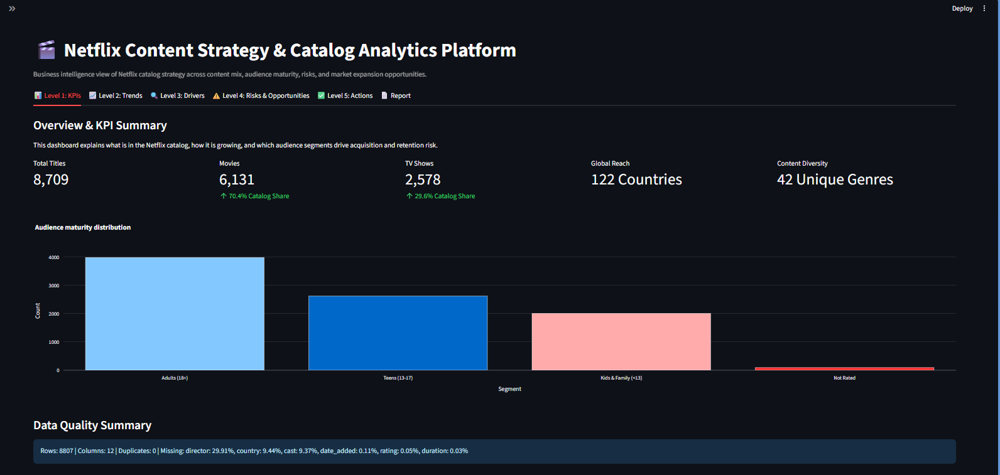 Deploy
Netflix Content Strategy & Catalog Analytics Platform
Business intelligence view of Netflix catalog strategy across content mix, audience maturity, risks, and market expansion opportunities.
Level 1: KPIs Level 2: Trends Level 3: Drivers Level 4: Risks & Opportunities Level 5: Actions Report
Overview & KPI Summary
This dashboard explains what is in the Netflix catalog, how it is growing, and which audience segments drive acquisition and retention risk.
Total Titles Movies TV Shows Global Reach Content Diversity
8,709 6,131 2,578 122 Countries 42 Unique Genres
↑ 70.4% Catalog Share ↑ 29.6% Catalog Share
Audience maturity distribution
4000
3000
2000
1000
0
Count
Adults (18+) Teens (13-17) Kids & Family (<13) Not Rated
Segment
Data Quality Summary
Rows: 8807 | Columns: 12 | Duplicates: 0 | Missing: director: 29.91%, country: 9.44%, cast: 9.37%, date_added: 0.11%, rating: 0.05%, duration: 0.03%